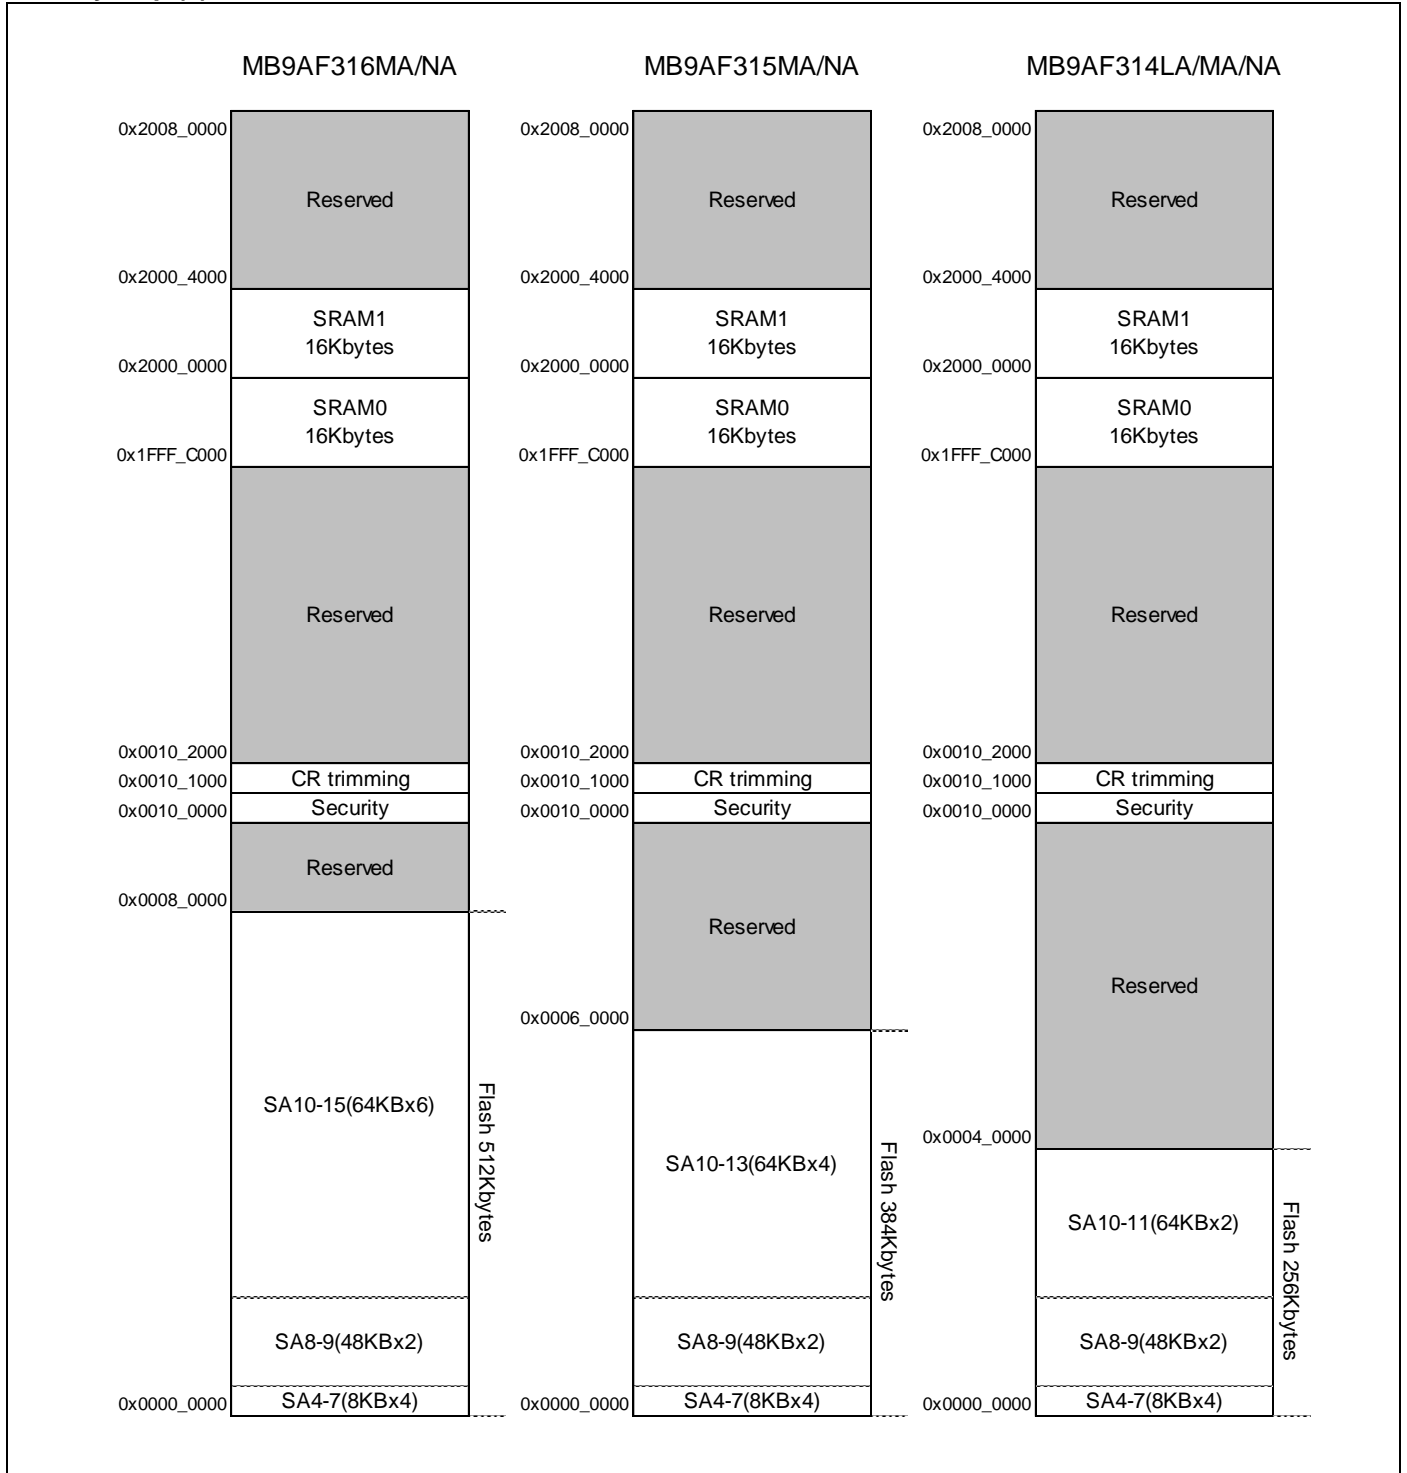 MB9AF316MA/NA
0x2008_0000
Reserved
0x2000_4000
SRAM1
16Kbytes
0x2000_0000
SRAM0
16Kbytes
0x1FFF_C000
Reserved
0x0010_2000
CR trimming
0x0010_1000
Security
0x0010_0000
Reserved
0x0008_0000
SA10-15(64KBx6)
Flash 512Kbytes
SA8-9(48KBx2)
SA4-7(8KBx4)
0x0000_0000
MB9AF315MA/NA
0x2008_0000
Reserved
0x2000_4000
SRAM1
16Kbytes
0x2000_0000
SRAM0
16Kbytes
0x1FFF_C000
Reserved
0x0010_2000
CR trimming
0x0010_1000
Security
0x0010_0000
Reserved
0x0006_0000
SA10-13(64KBx4)
Flash 384Kbytes
SA8-9(48KBx2)
SA4-7(8KBx4)
0x0000_0000
MB9AF314LA/MA/NA
0x2008_0000
Reserved
0x2000_4000
SRAM1
16Kbytes
0x2000_0000
SRAM0
16Kbytes
0x1FFF_C000
Reserved
0x0010_2000
CR trimming
0x0010_1000
Security
0x0010_0000
Reserved
0x0004_0000
SA10-11(64KBx2)
Flash 256Kbytes
SA8-9(48KBx2)
SA4-7(8KBx4)
0x0000_0000